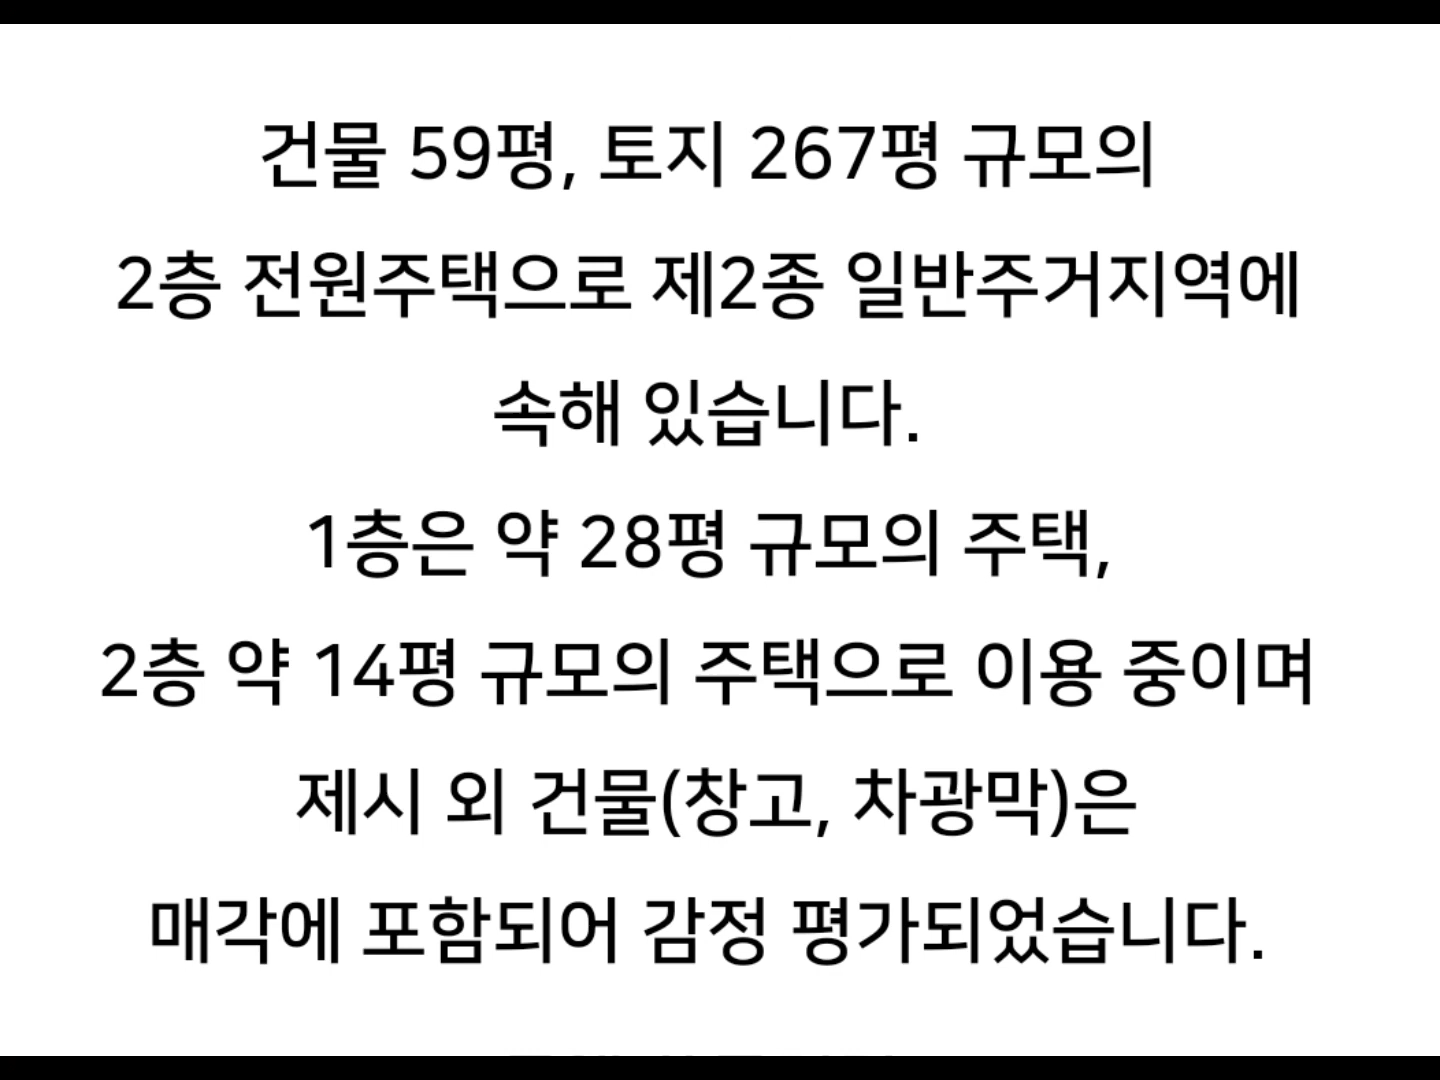 건물 59평, 토지 267평 규모의
2층 전원주택으로 제2종 일반주거지역에
속해 있습니다.
1층은 약 28평 규모의 주택,
2층 약 14평 규모의 주택으로 이용 중이며
제시 외 건물(창고, 차광막)은
매각에 포함되어 감정 평가되었습니다.